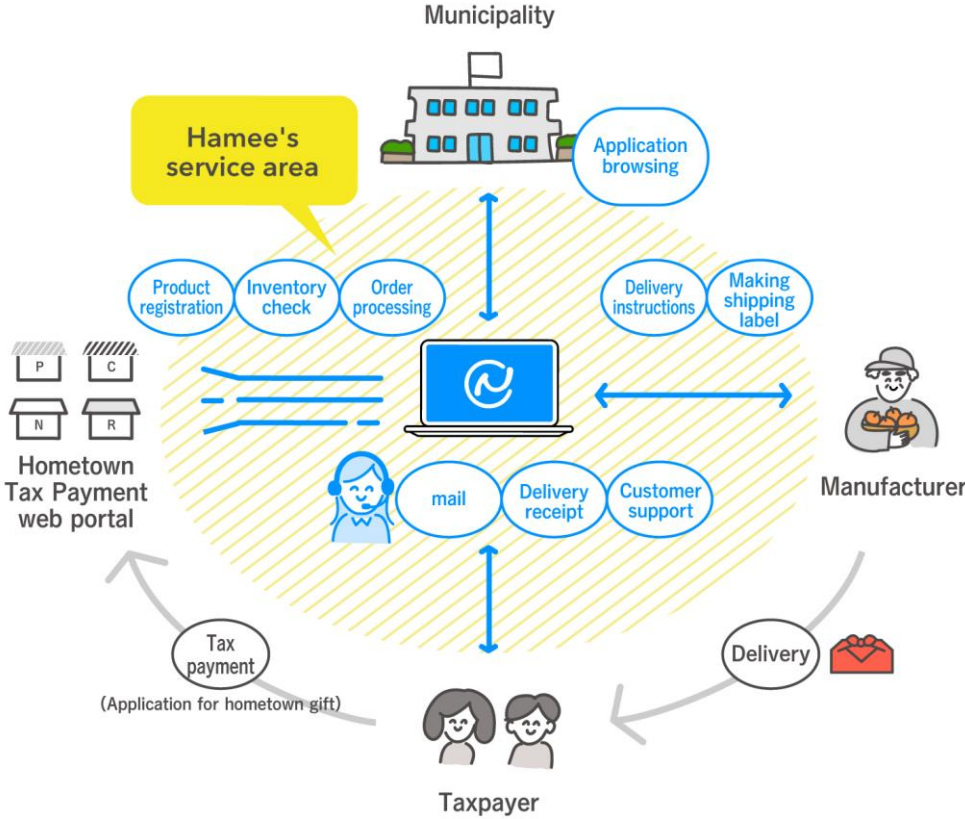 Municipality
Hamee's
service area
Application
browsing
Product
registration
Inventory
check
Order
processing
Delivery
instructions
Making
shipping
label
P
C
N
R
Hometown
Tax Payment
web portal
mail
Delivery
receipt
Customer
support
Manufacturer
Tax
payment
(Application for hometown gift)
Delivery
Taxpayer